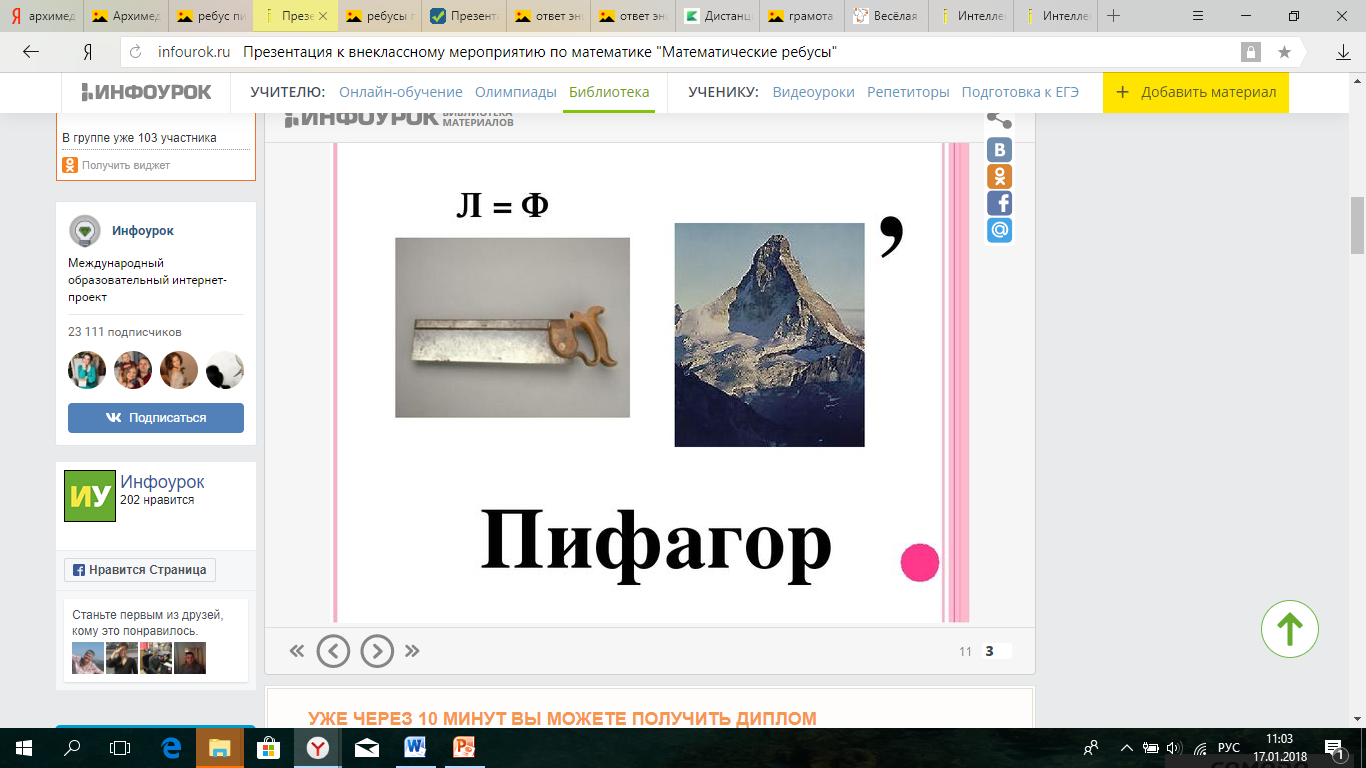 архимед
Архимед
ребус пи
През
ребусы г
Презент
ответ эн
ответ эн
Дистанц
грамота
Весёлая
Интелле
Интелле
infourok.ru Презентация к внеклассному мероприятию по математике "Математические ребусы"
ИНФОУРОК
УЧИТЕЛЮ: Онлайн-обучение Олимпиады Библиотека
УЧЕНИКУ: Видеоуроки Репетиторы Подготовка к ЕГЭ
+ Добавить материал
В группе уже 103 участника
Получить виджет
Инфоурок
Международный
образовательный интернет-
проект
23 111 подписчиков
Подписаться
ИУ
Инфоурок
202 нравится
Нравится Страница
Станьте первым из друзей,
кому это понравилось.
ИНФОУРОК БИБЛИОТЕКА
МАТЕРИАЛОВ
Л = Ф
,
Пифагор
11 3
УЖЕ ЧЕРЕЗ 10 МИНУТ ВЫ МОЖЕТЕ ПОЛУЧИТЬ ДИПЛОМ
РУС
11:03
17.01.2018
1